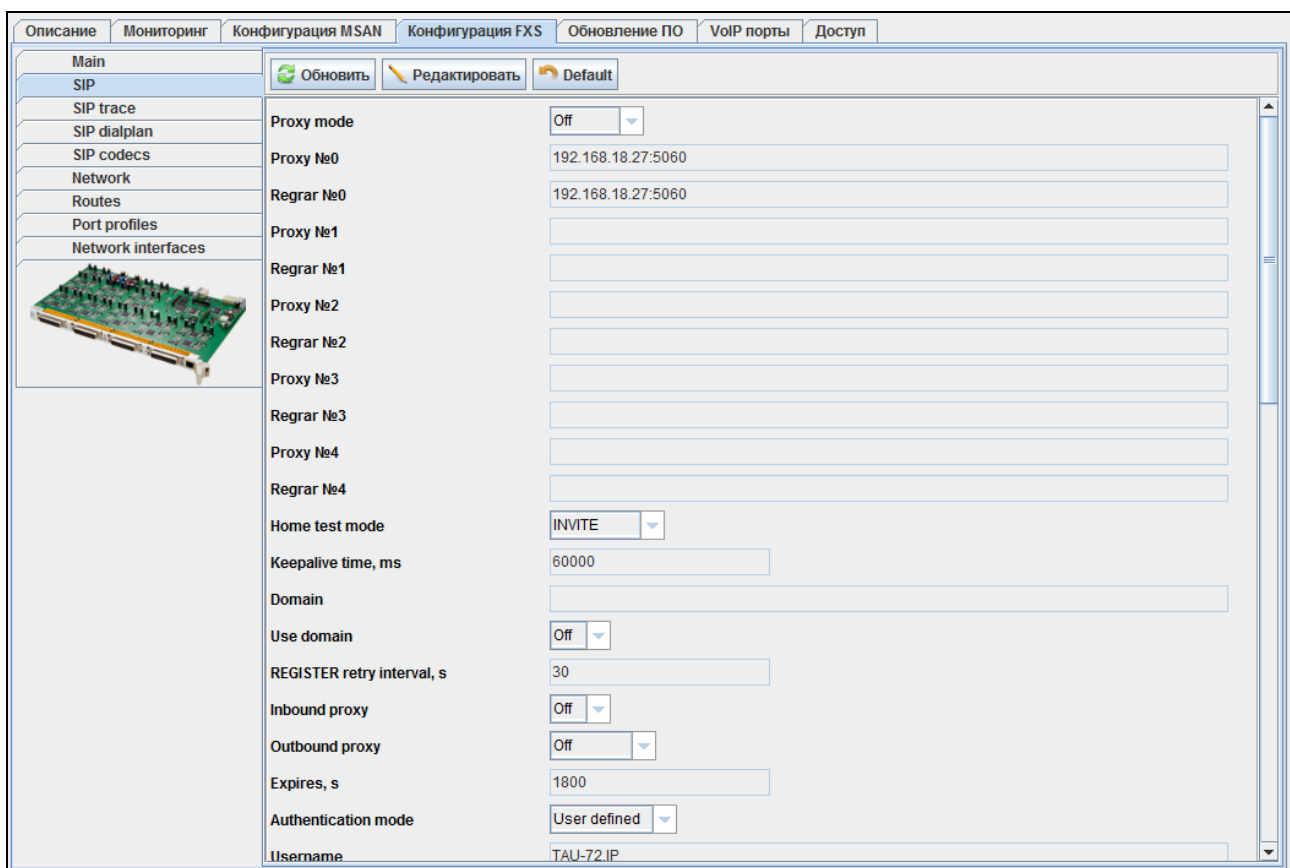 Описание Мониторинг Конфигурация MSAN Конфигурация FXS Обновление ПО VoIP порты Доступ
Main
SIP
SIP trace
SIP dialplan
SIP codecs
Network
Routes
Port profiles
Network interfaces
Обновить Редактировать Default
Proxy mode Off
Proxy №0 192.168.18.27:5060
Regrar №0 192.168.18.27:5060
Proxy №1
Regrar №1
Proxy №2
Regrar №2
Proxy №3
Regrar №3
Proxy №4
Regrar №4
Home test mode INVITE
Keepalive time, ms 60000
Domain
Use domain Off
REGISTER retry interval, s 30
Inbound proxy Off
Outbound proxy Off
Expires, s 1800
Authentication mode User defined
Username TAU-72.IP